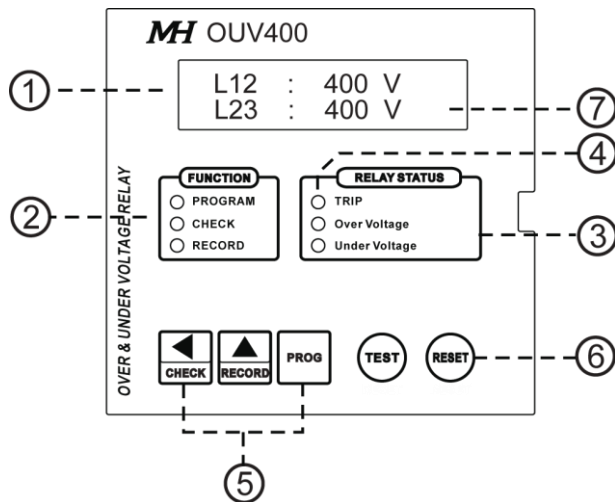 MH OUV400
L12 : 400 V
L23 : 400 V
1
7
4
FUNCTION
PROGRAM
CHECK
RECORD
2
RELAY STATUS
TRIP
Over Voltage
Under Voltage
3
OVER & UNDER VOLTAGE RELAY
CHECK
RECORD
PROG
TEST
RESET
6
5